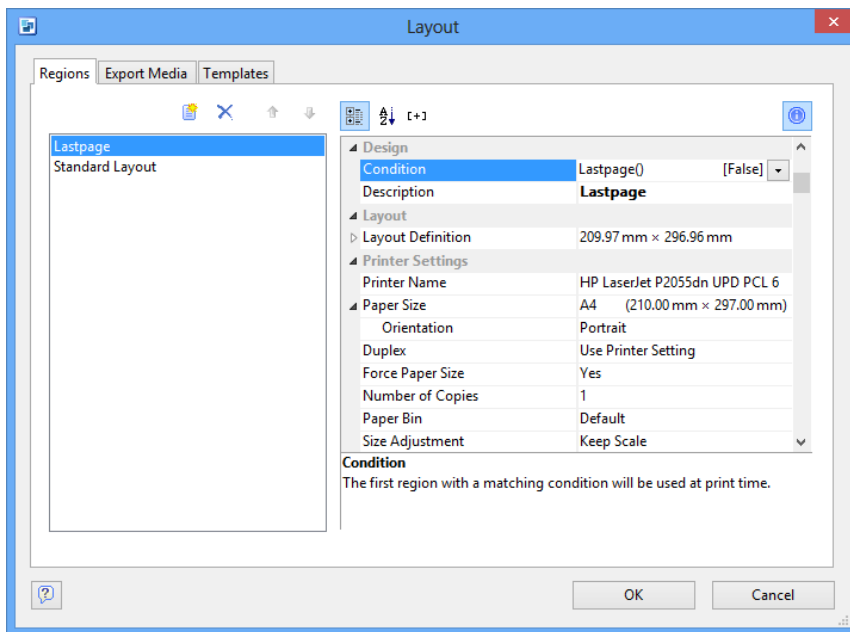 Layout
Regions Export Media Templates
[+]
Lastpage
Standard Layout
Design
Condition Lastpage() [False]
Description Lastpage
Layout
Layout Definition 209.97 mm × 296.96 mm
Printer Settings
Printer Name HP LaserJet P2055dn UPD PCL 6
Paper Size A4 (210.00 mm × 297.00 mm)
Orientation Portrait
Duplex Use Printer Setting
Force Paper Size Yes
Number of Copies 1
Paper Bin Default
Size Adjustment Keep Scale
Condition
The first region with a matching condition will be used at print time.
OK Cancel